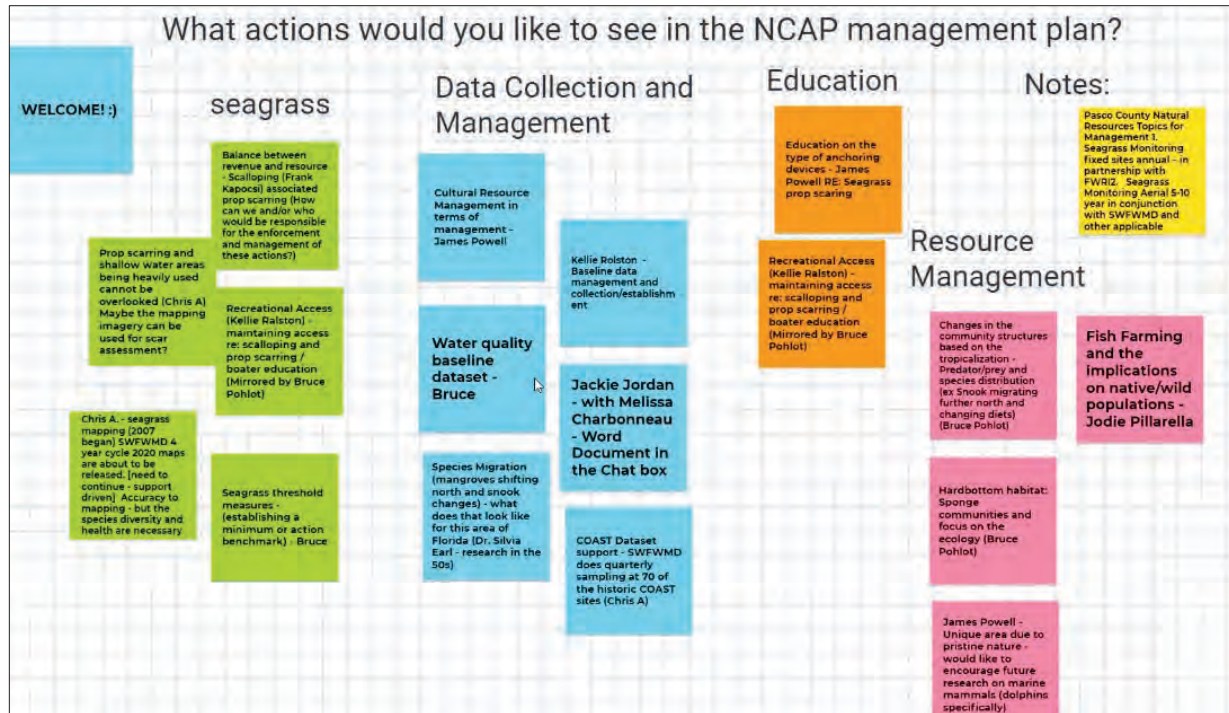 What actions would you like to see in the NCAP management plan?
WELCOME! :)
seagrass
Balance between
revenue and resource
- Scalloping (Frank
Kapocsi) associated
prop scarring (How
can we and/or who
would be responsible
for the enforcement
and management of
these actions?)
Prop scarring and
shallow water areas
being heavily used
cannot be
overlooked (Chris A)
Maybe the mapping
imagery can be
used for scar
assessment?
Recreational Access
(Kellie Ralston) -
maintaining access
re: scalloping and
prop scarring /
boater education
(Mirrored by Bruce
Pohlot)
Chris A. - seagrass
mapping (2007
began) SWFWMD 4
year cycle 2020 maps
are about to be
released. [need to
continue - support
driven] Accuracy to
mapping - but the
species diversity and
health are necessary
Seagrass threshold
measures -
(establishing a
minimum or action
benchmark) - Bruce
Data Collection and
Management
Cultural Resource
Management in
terms of
management -
James Powell
Kellie Rolston -
Baseline data
management and
collection/establishm
ent
Water quality
baseline
dataset -
Bruce
Jackie Jordan
- with Melissa
Charbonneau
- Word
Document in
the Chat box
Species Migration
(mangroves shifting
north and snook
changes) - what
does that look like
for this area of
Florida (Dr. Silvia
Earl - research in the
50s)
COAST Dataset
support - SWFWMD
does quarterly
sampling at 70 of
the historic COAST
sites (Chris A)
Education
Education on the
type of anchoring
devices - James
Powell RE: Seagrass
prop scaring
Recreational Access
(Kellie Ralston) -
maintaining access
re: scalloping and
prop scarring /
boater education
(Mirrored by Bruce
Pohlot)
Notes:
Pasco County Natural
Resources Topics for
Management 1.
Seagrass Monitoring
fixed sites annual - in
partnership with
FWRI2. Seagrass
Monitoring Aerial 5-10
year in conjunction
with SWFWMD and
other applicable
Resource
Management
Changes in the
community structures
based on the
tropicalization -
Predator/prey and
species distribution
(ex Snook migrating
further north and
changing diets)
(Bruce Pohlot)
Fish Farming
and the
implications
on native/wild
populations -
Jodie Pillarella
Hardbottom habitat:
Sponge
communities and
focus on the
ecology (Bruce
Pohlot)
James Powell -
Unique area due to
pristine nature -
would like to
encourage future
research on marine
mammals (dolphins
specifically)